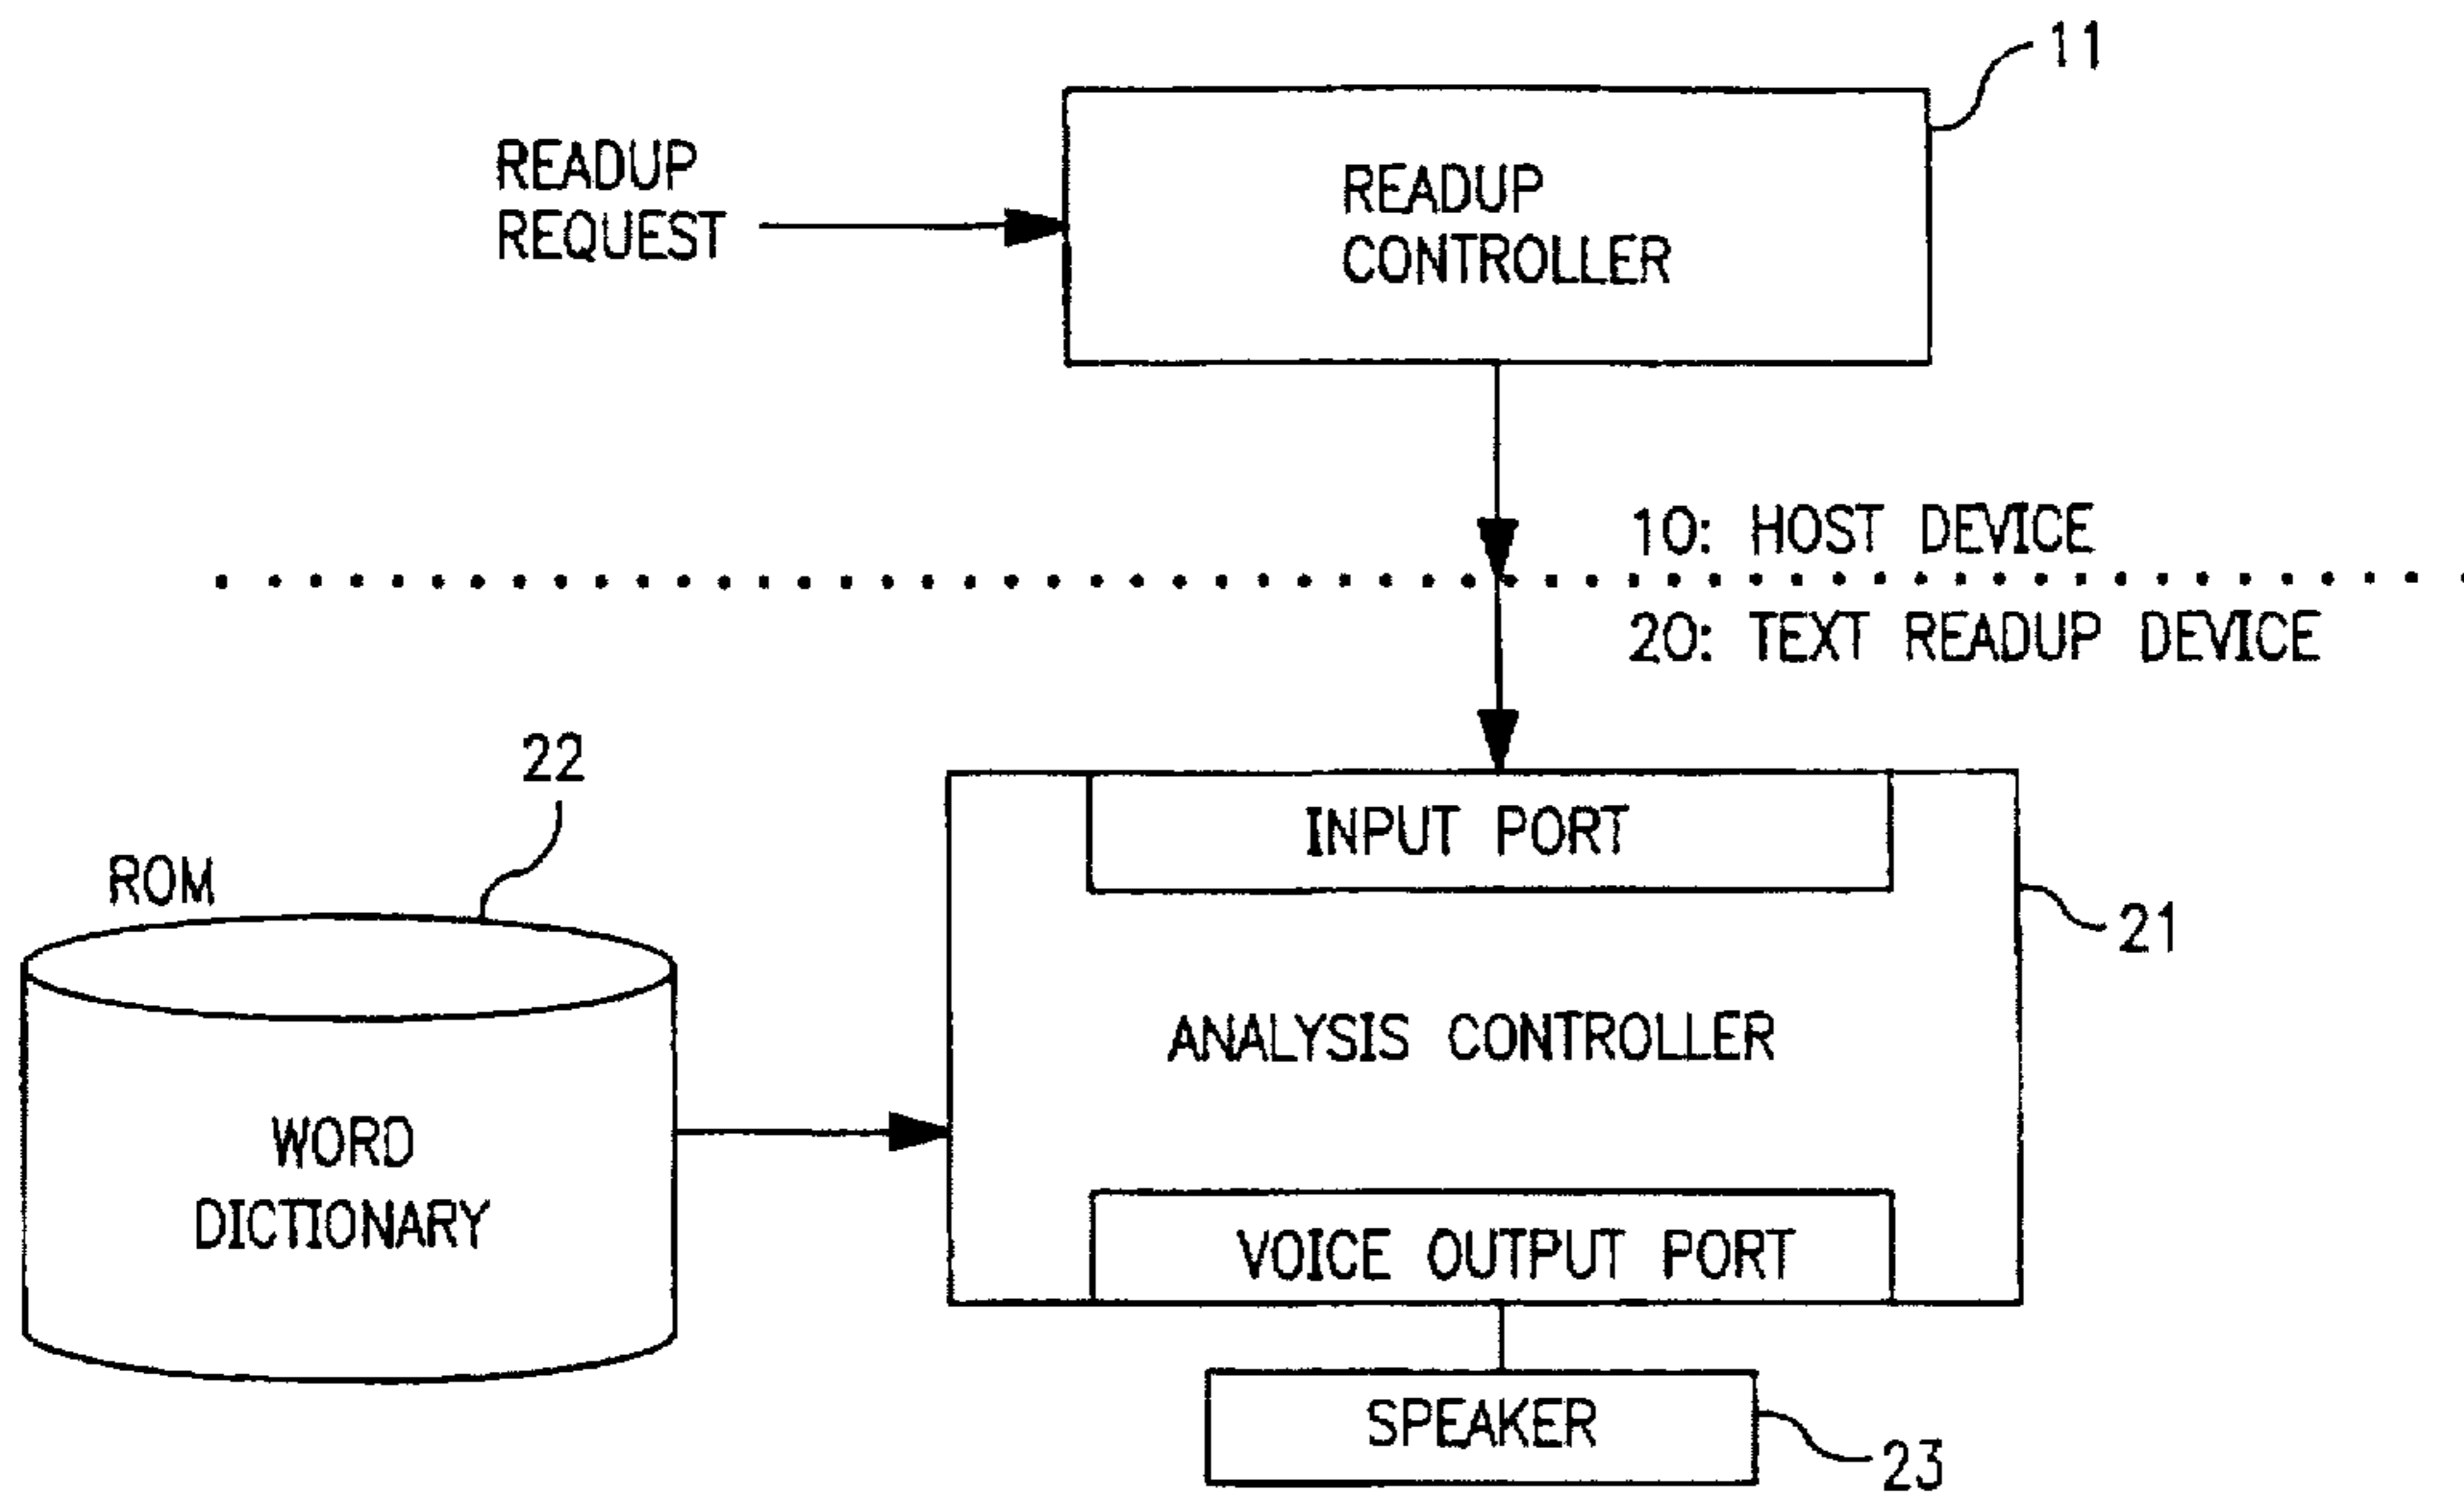 11
READUP
REQUEST
READUP
CONTROLLER
10: HOST DEVICE
20: TEXT READUP DEVICE
22
ROM
INPUT PORT
21
ANALYSIS CONTROLLER
WORD
DICTIONARY
VOICE OUTPUT PORT
SPEAKER
23